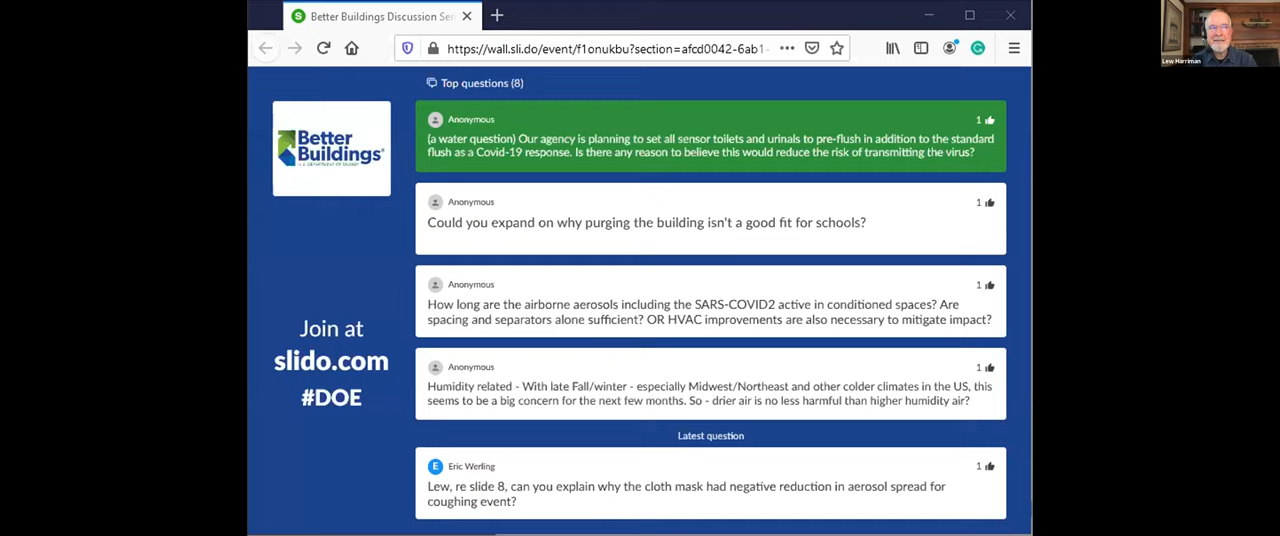 Better Buildings Discussion Sem
https://wall.sli.do/event/f1onukbu?section=afcd0042-6ab1-
Lew Harriman
Top questions (8)
Better
Buildings
U.S. DEPARTMENT OF ENERGY
Anonymous
1
(a water question) Our agency is planning to set all sensor toilets and urinals to pre-flush in addition to the standard
flush as a Covid-19 response. Is there any reason to believe this would reduce the risk of transmitting the virus?
Anonymous
1
Could you expand on why purging the building isn't a good fit for schools?
Anonymous
1
How long are the airborne aerosols including the SARS-COVID2 active in conditioned spaces? Are
spacing and separators alone sufficient? OR HVAC improvements are also necessary to mitigate impact?
Join at
slido.com
#DOE
Anonymous
1
Humidity related - With late Fall/winter - especially Midwest/Northeast and other colder climates in the US, this
seems to be a big concern for the next few months. So - drier air is no less harmful than higher humidity air?
Latest question
E
Eric Werling
1
Lew, re slide 8, can you explain why the cloth mask had negative reduction in aerosol spread for
coughing event?